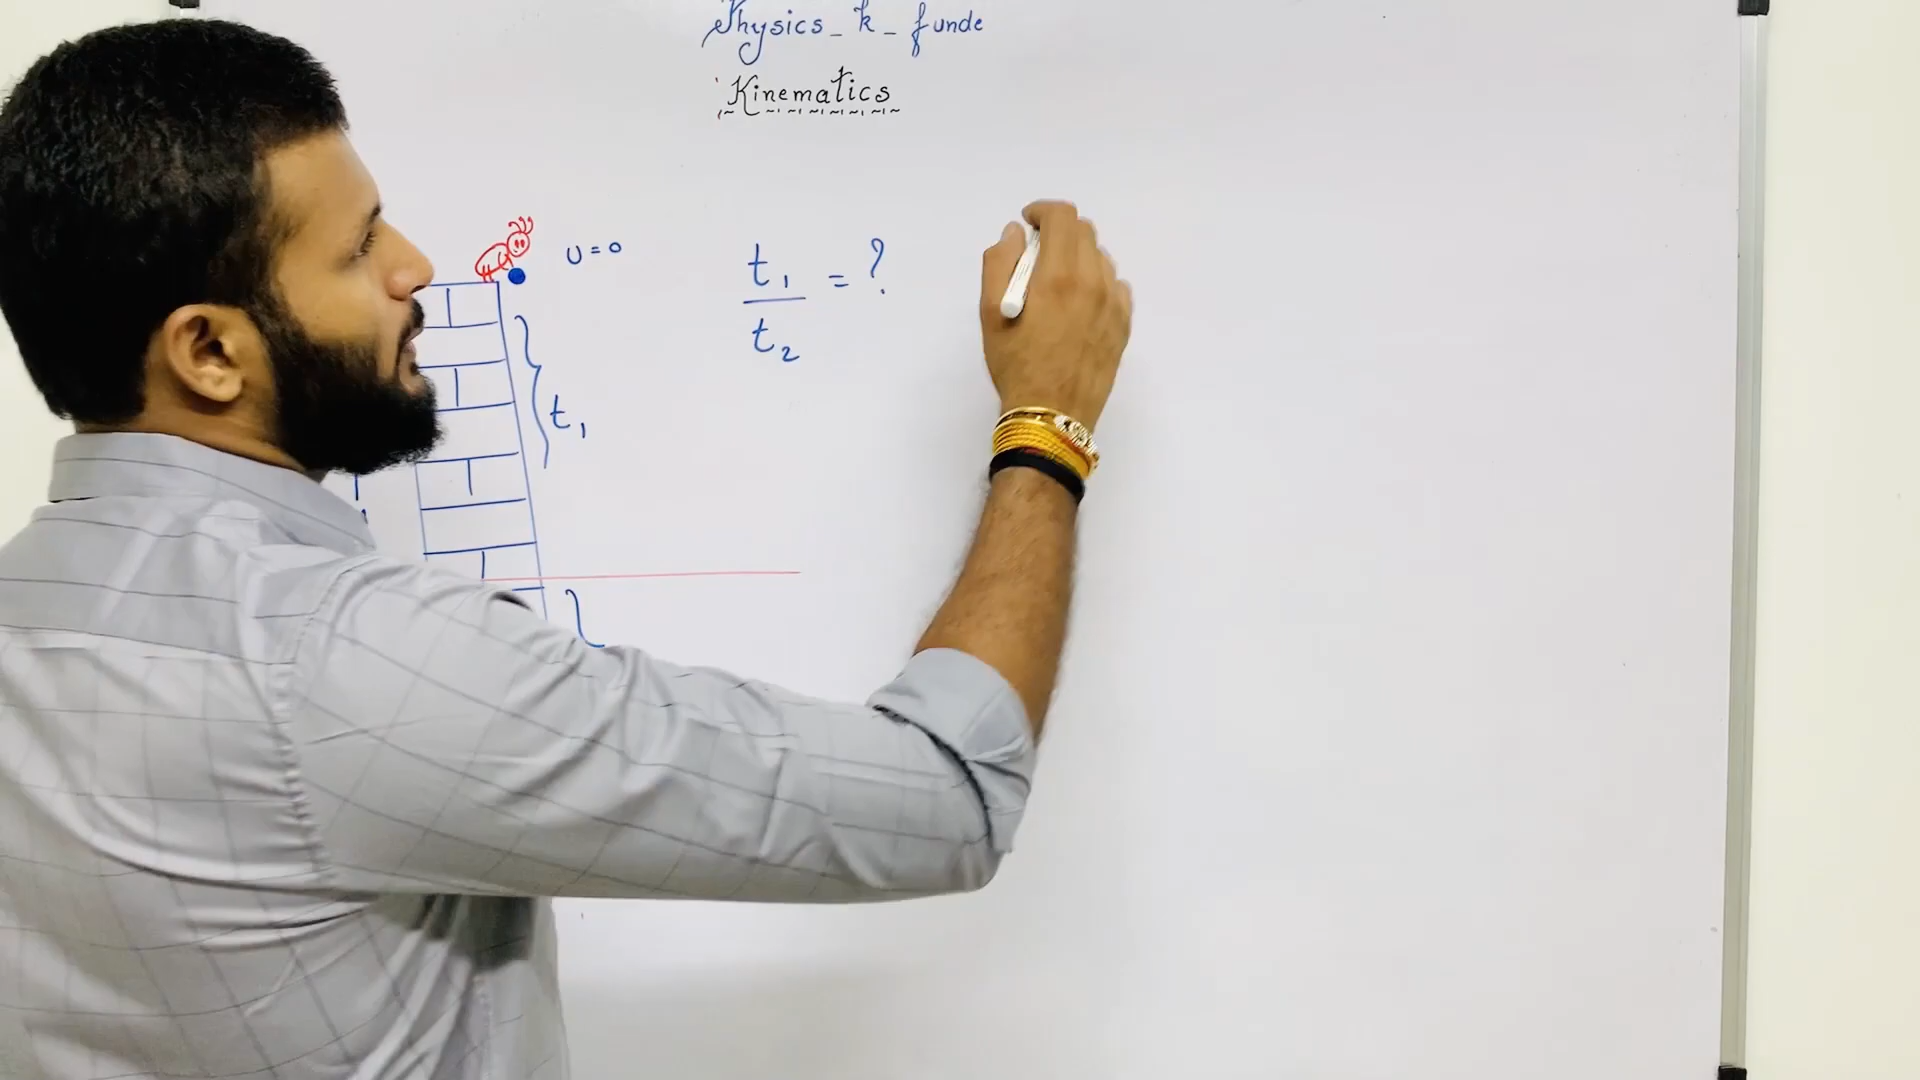 Physics_k_funde
Kinematics
u = 0
t₁/t₂ = ?
t₁